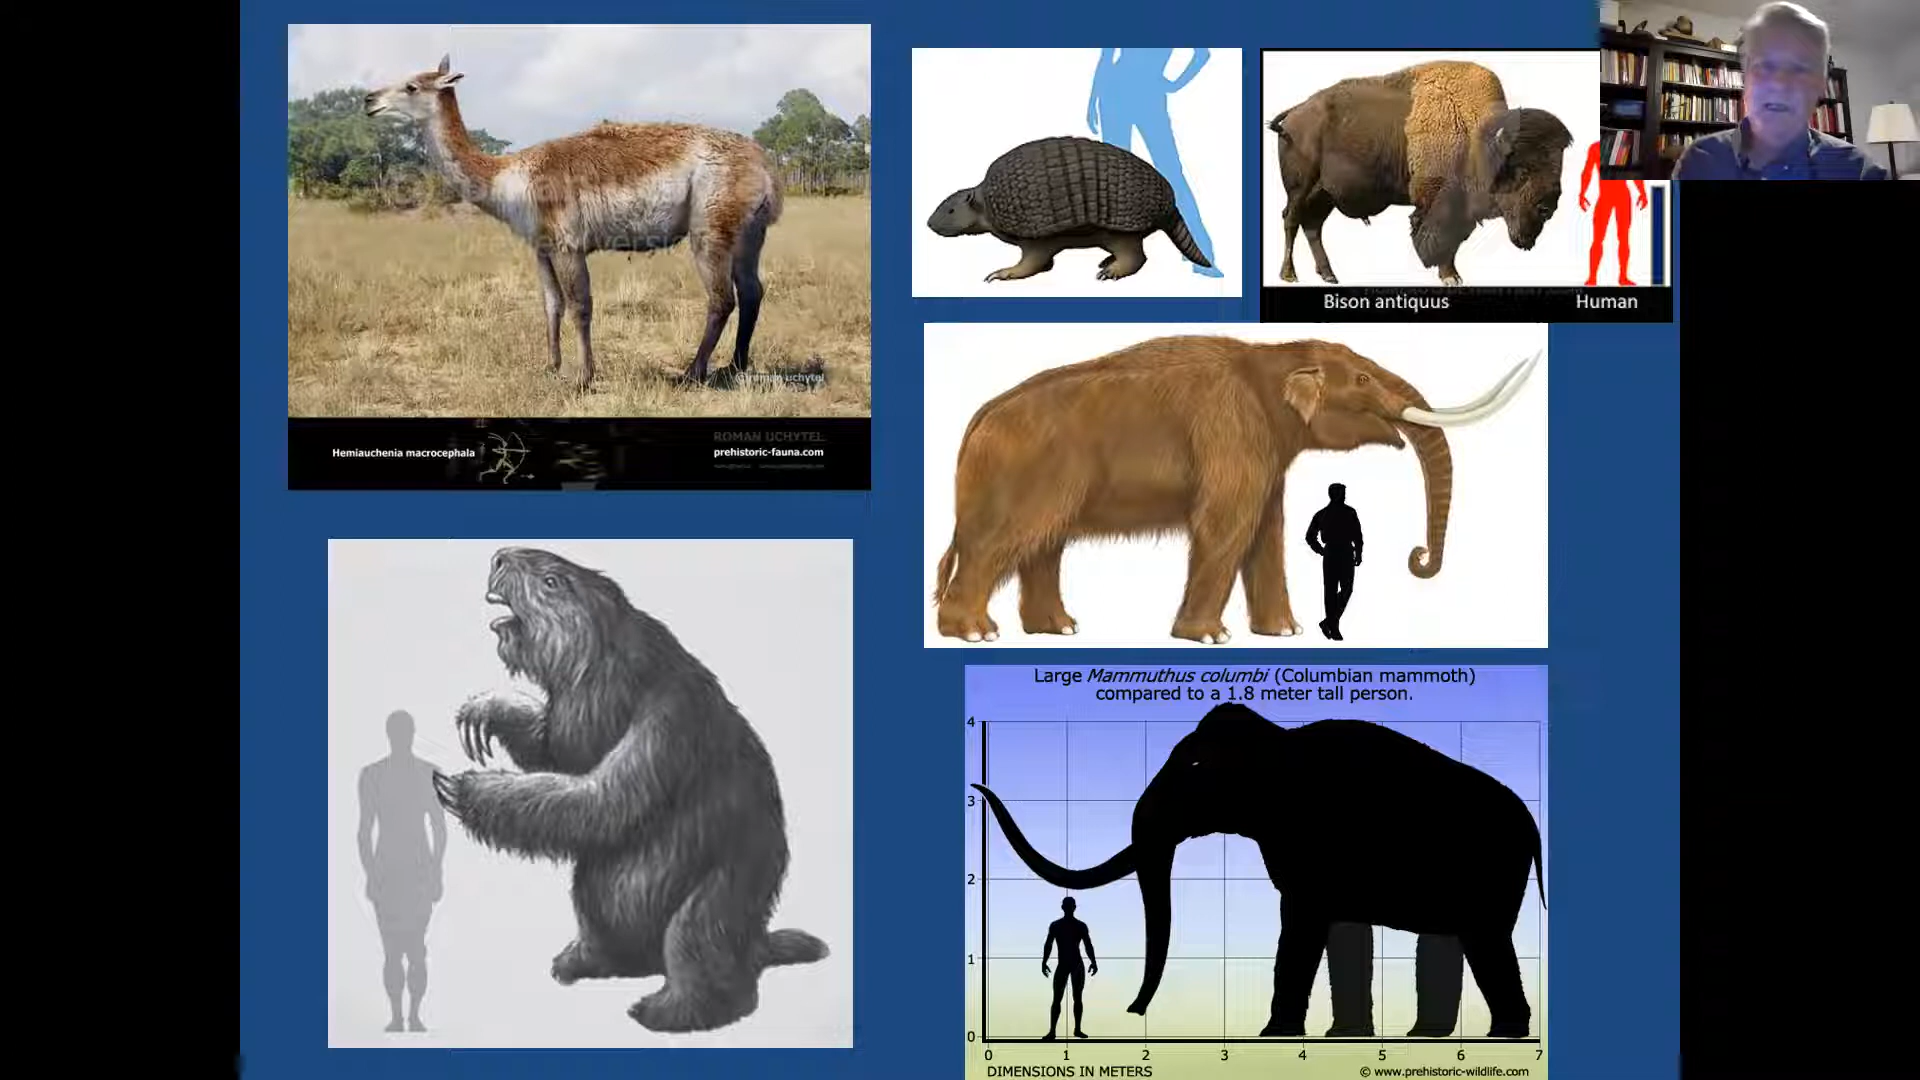 Hemiauchenia macrocephala
ROMAN UCHYTEL
prehistoric-fauna.com
Bison antiquus
Human
Large Mammuthus columbi (Columbian mammoth)
compared to a 1.8 meter tall person.
4
3
2
1
0
0 1 2 3 4 5 6 7
DIMENSIONS IN METERS
© www.prehistoric-wildlife.com